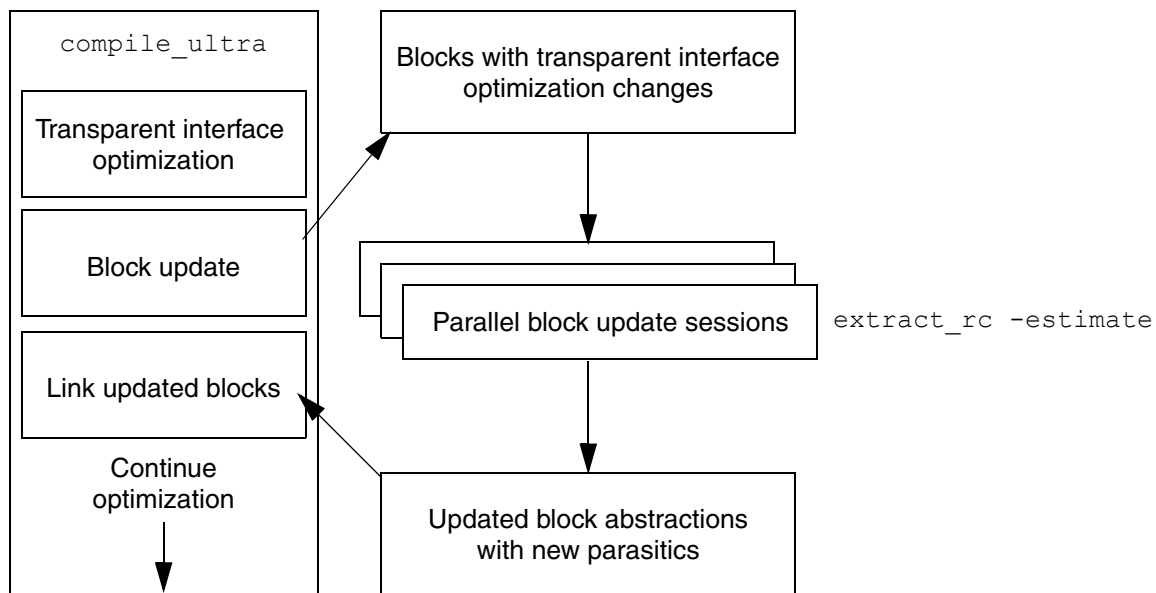 compile_ultra
Transparent interface
optimization
Block update
Link updated blocks
Continue
optimization
Blocks with transparent interface
optimization changes
Parallel block update sessions
extract_rc -estimate
Updated block abstractions
with new parasitics